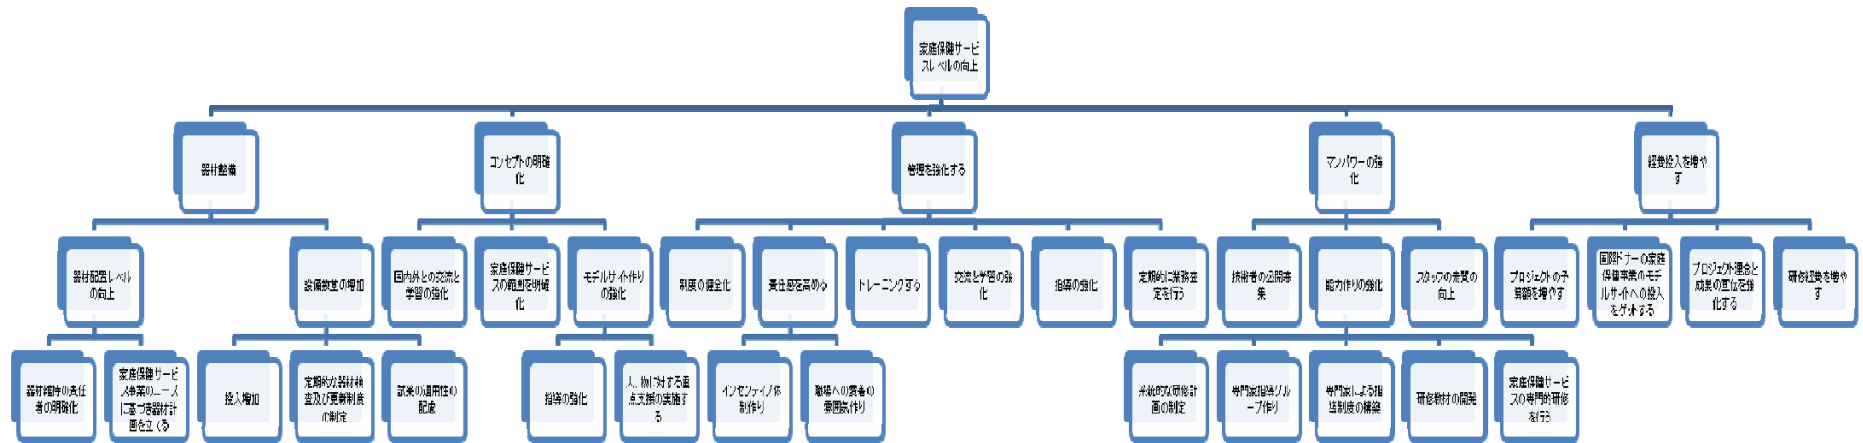 家庭保健サービ
スレベルの向上
器材整備
コンセプトの明確
化
管理を強化する
マンパワーの強
化
経費投入を増や
す
器材配置レベル
の向上
設備数量の増加
国内外との交流と
学習の強化
家庭保健サービ
スの範囲を明確
化
モデルサイト作り
の強化
制度の健全化
責任感を高める
トレーニングする
交流と学習の強
化
指導の強化
定期的に業務査
定を行う
技術者の公開募
集
能力作りの強化
スタッフの素質の
向上
プロジェクトの予
算額を増やす
国際ドナーの家庭
保健事業のモデ
ルサイトへの投入
をゲットする
プロジェクト理念と
成果の宣伝を強
化する
研修経費を増や
す
器材維持の責任
者の明確化
家庭保健サービ
ス事業のニーズ
に基づき器材計
画を立てる
投入増加
定期的な器材検
査及び更新制度
の制定
試薬の適用性の
配慮
指導の強化
人、物に対する重
点支援の実施す
る
インセンティブ体
制作り
職場への愛着の
雰囲気作り
系統的な研修計
画の制定
専門家指導グル
ープ作り
専門家による指
導制度の構築
研修教材の開発
家庭保健サービ
スの専門的研修
を行う